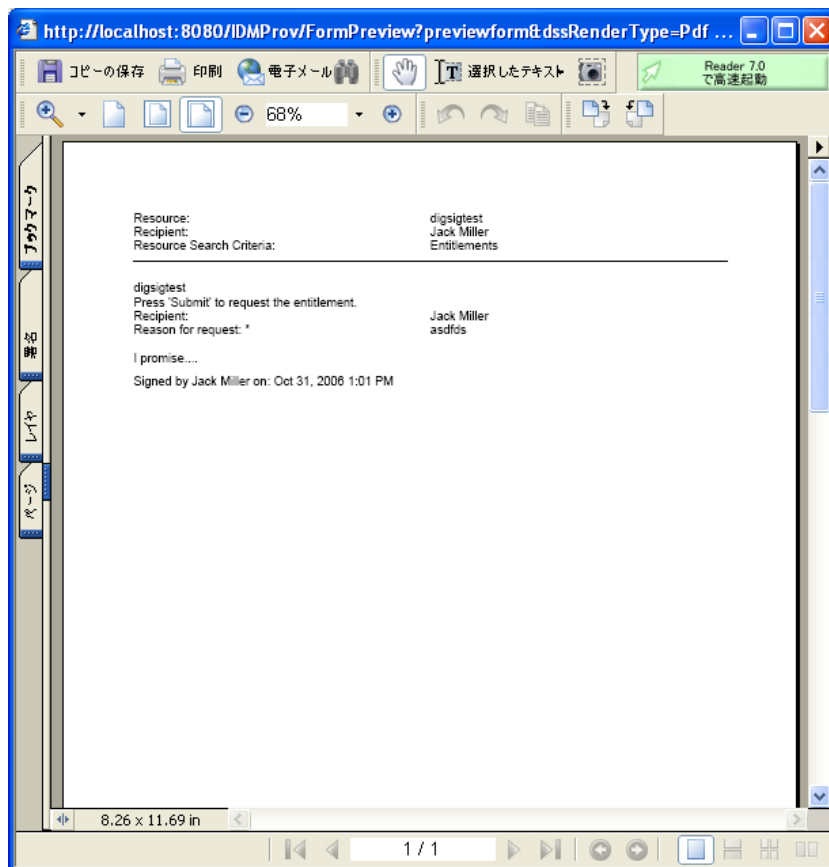 http://localhost:8080/IDMProv/FormPreview?previewform&dssRenderType=Pdf ...
コピーの保存 印刷 電子メール 選択したテキスト Reader 7.0
で高速起動
68%
ブックマーク
署名
レイヤ
ページ
Resource: digsigtest
Recipient: Jack Miller
Resource Search Criteria: Entitlements
digsigtest
Press 'Submit' to request the entitlement.
Recipient: Jack Miller
Reason for request: * asdfds
I promise....
Signed by Jack Miller on: Oct 31, 2006 1:01 PM
8.26 x 11.69 in
1 / 1